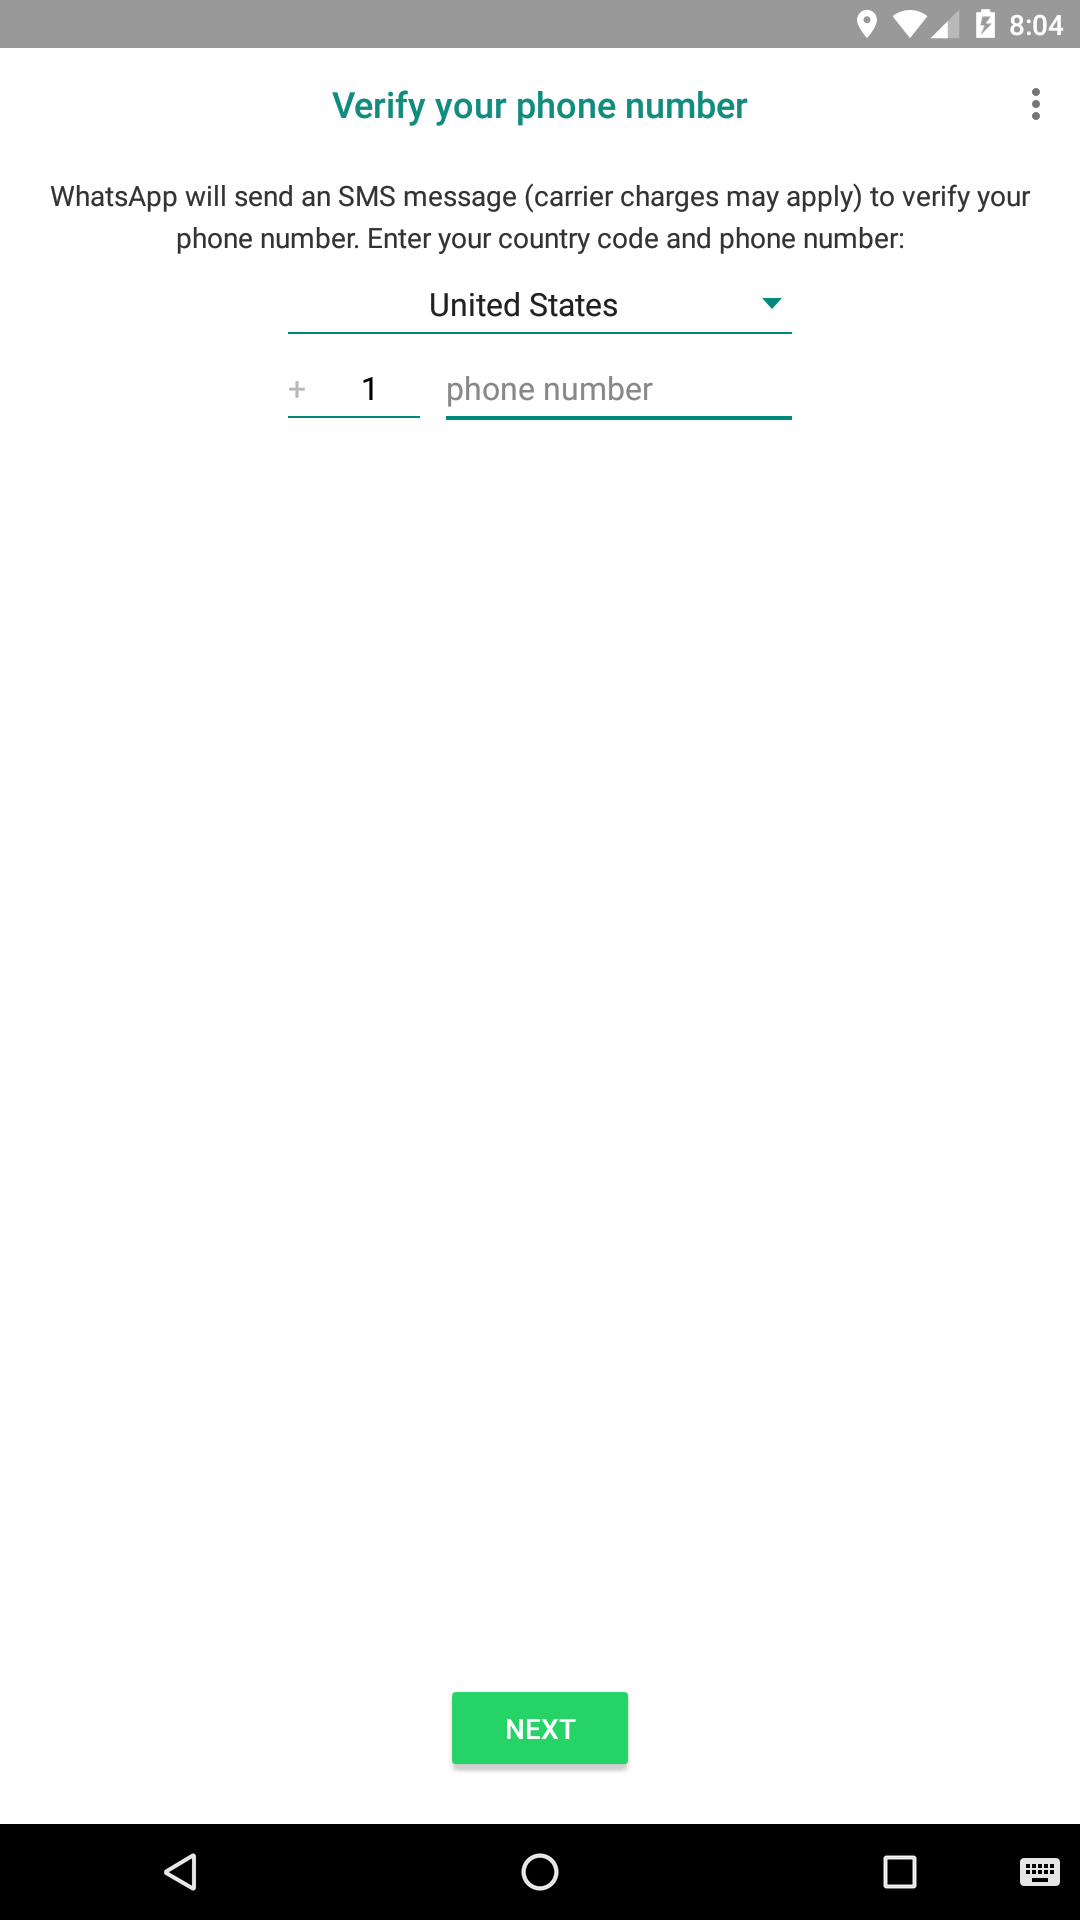 8:04
Verify your phone number
WhatsApp will send an SMS message (carrier charges may apply) to verify your
phone number. Enter your country code and phone number:
United States
+ 1 phone number
NEXT